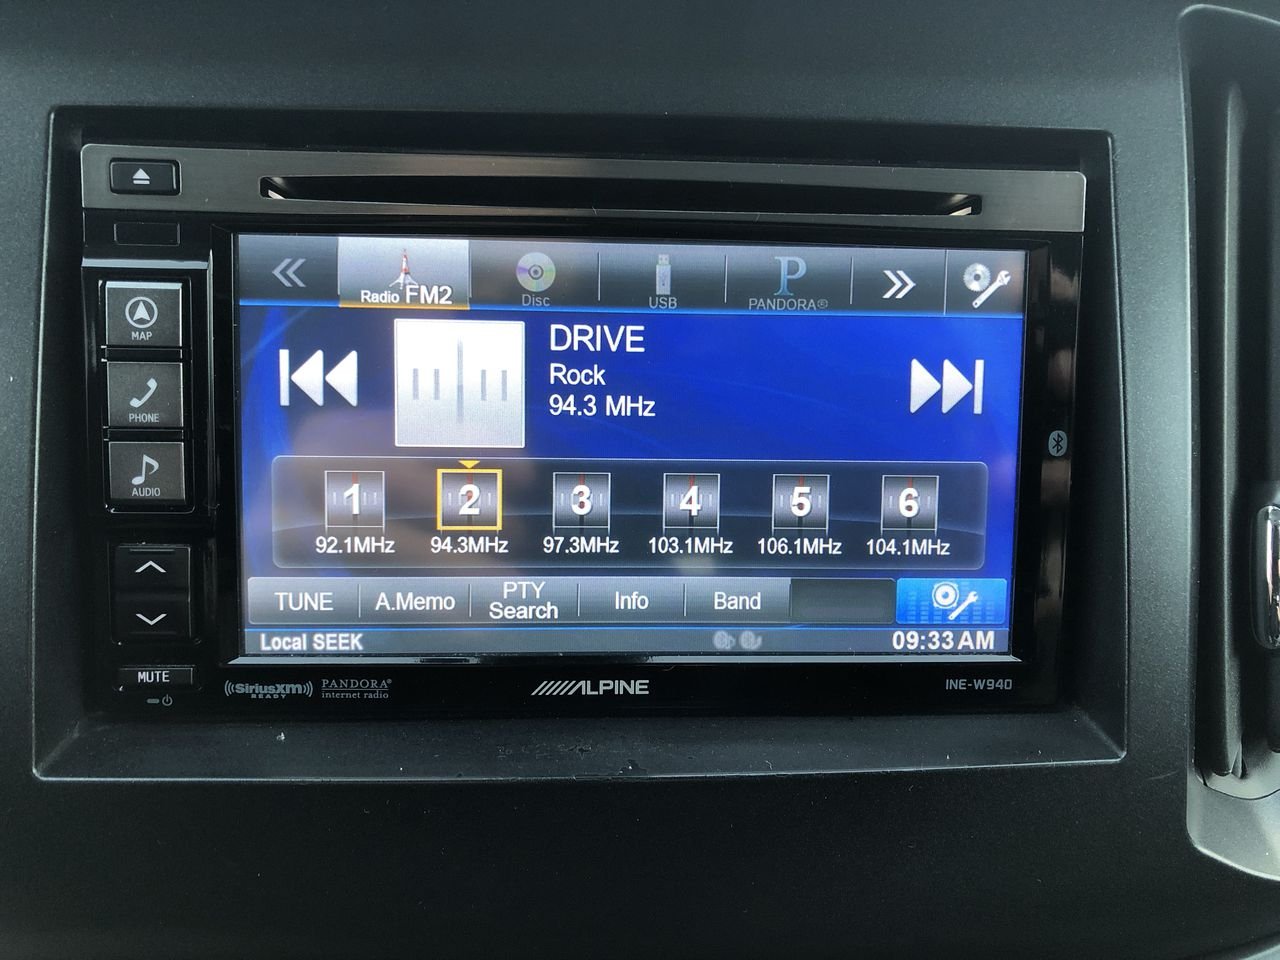 Radio FM2
Disc
USB
PANDORA®
MAP
DRIVE
Rock
94.3 MHz
PHONE
AUDIO
1 2 3 4 5 6
92.1MHz 94.3MHz 97.3MHz 103.1MHz 106.1MHz 104.1MHz
TUNE
A.Memo
PTY
Search
Info
Band
Local SEEK
09:33 AM
MUTE
((SiriusXM))
READY
PANDORA®
internet radio
ALPINE
INE-W940